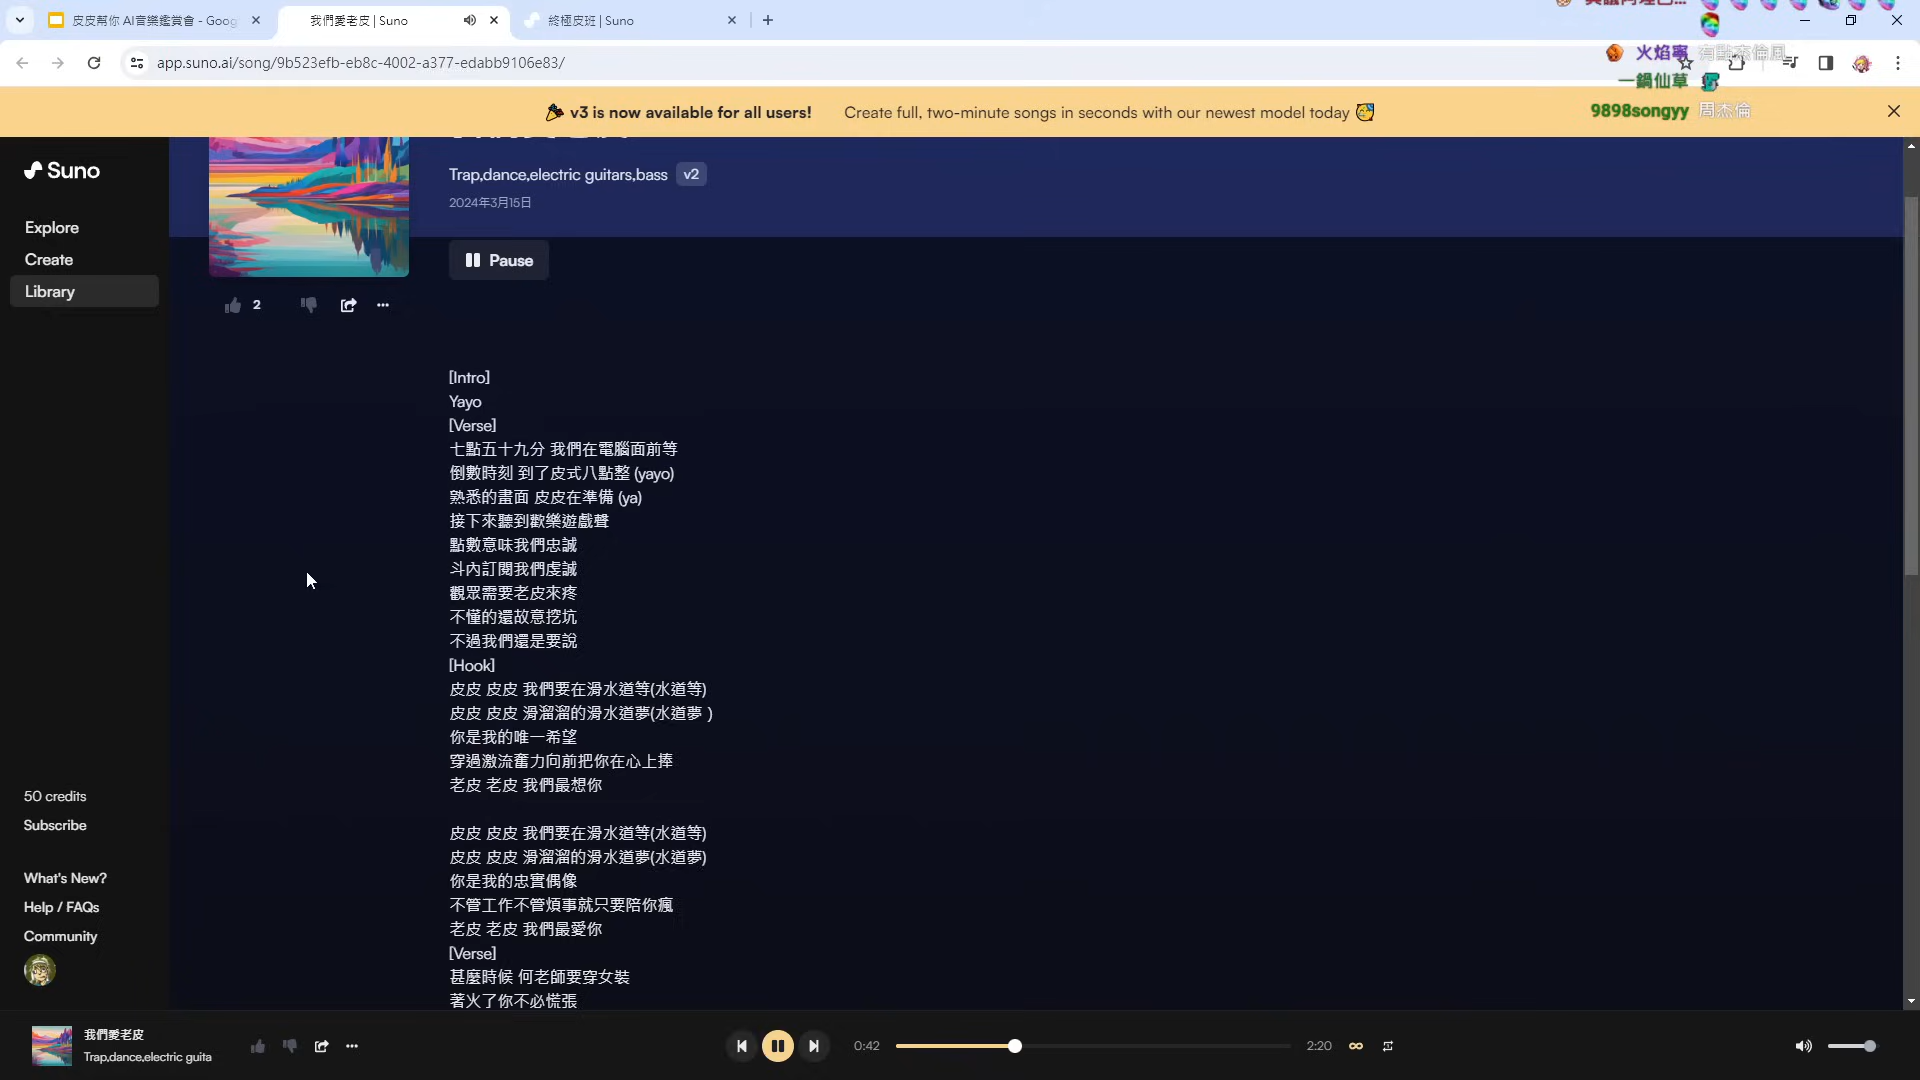 皮皮幫你 AI音樂鑑賞會 - Goog
我們愛老皮 | Suno
終極皮班 | Suno
app.suno.ai/song/9b523efb-eb8c-4002-a377-edabb9106e83/
火焰寧 有點杰倫風
一鍋仙草
9898songyy 周杰倫
v3 is now available for all users! Create full, two-minute songs in seconds with our newest model today
Suno
Explore
Create
Library
50 credits
Subscribe
What's New?
Help / FAQs
Community
Trap,dance,electric guitars,bass v2
2024年3月15日
Pause
2
[Intro]
Yayo
[Verse]
七點五十九分 我們在電腦面前等
倒數時刻 到了皮式八點整 (yayo)
熟悉的畫面 皮皮在準備 (ya)
接下來聽到歡樂遊戲聲
點數意味我們忠誠
斗內訂閱我們虔誠
觀眾需要老皮來疼
不懂的還故意挖坑
不過我們還是要說
[Hook]
皮皮 皮皮 我們要在滑水道等(水道等)
皮皮 皮皮 滑溜溜的滑水道夢(水道夢 )
你是我的唯一希望
穿過激流奮力向前把你在心上捧
老皮 老皮 我們最想你
皮皮 皮皮 我們要在滑水道等(水道等)
皮皮 皮皮 滑溜溜的滑水道夢(水道夢)
你是我的忠實偶像
不管工作不管煩事就只要陪你瘋
老皮 老皮 我們最愛你
[Verse]
甚麼時候 何老師要穿女裝
著火了你不必慌張
我們愛老皮
Trap,dance,electric guita
0:42
2:20